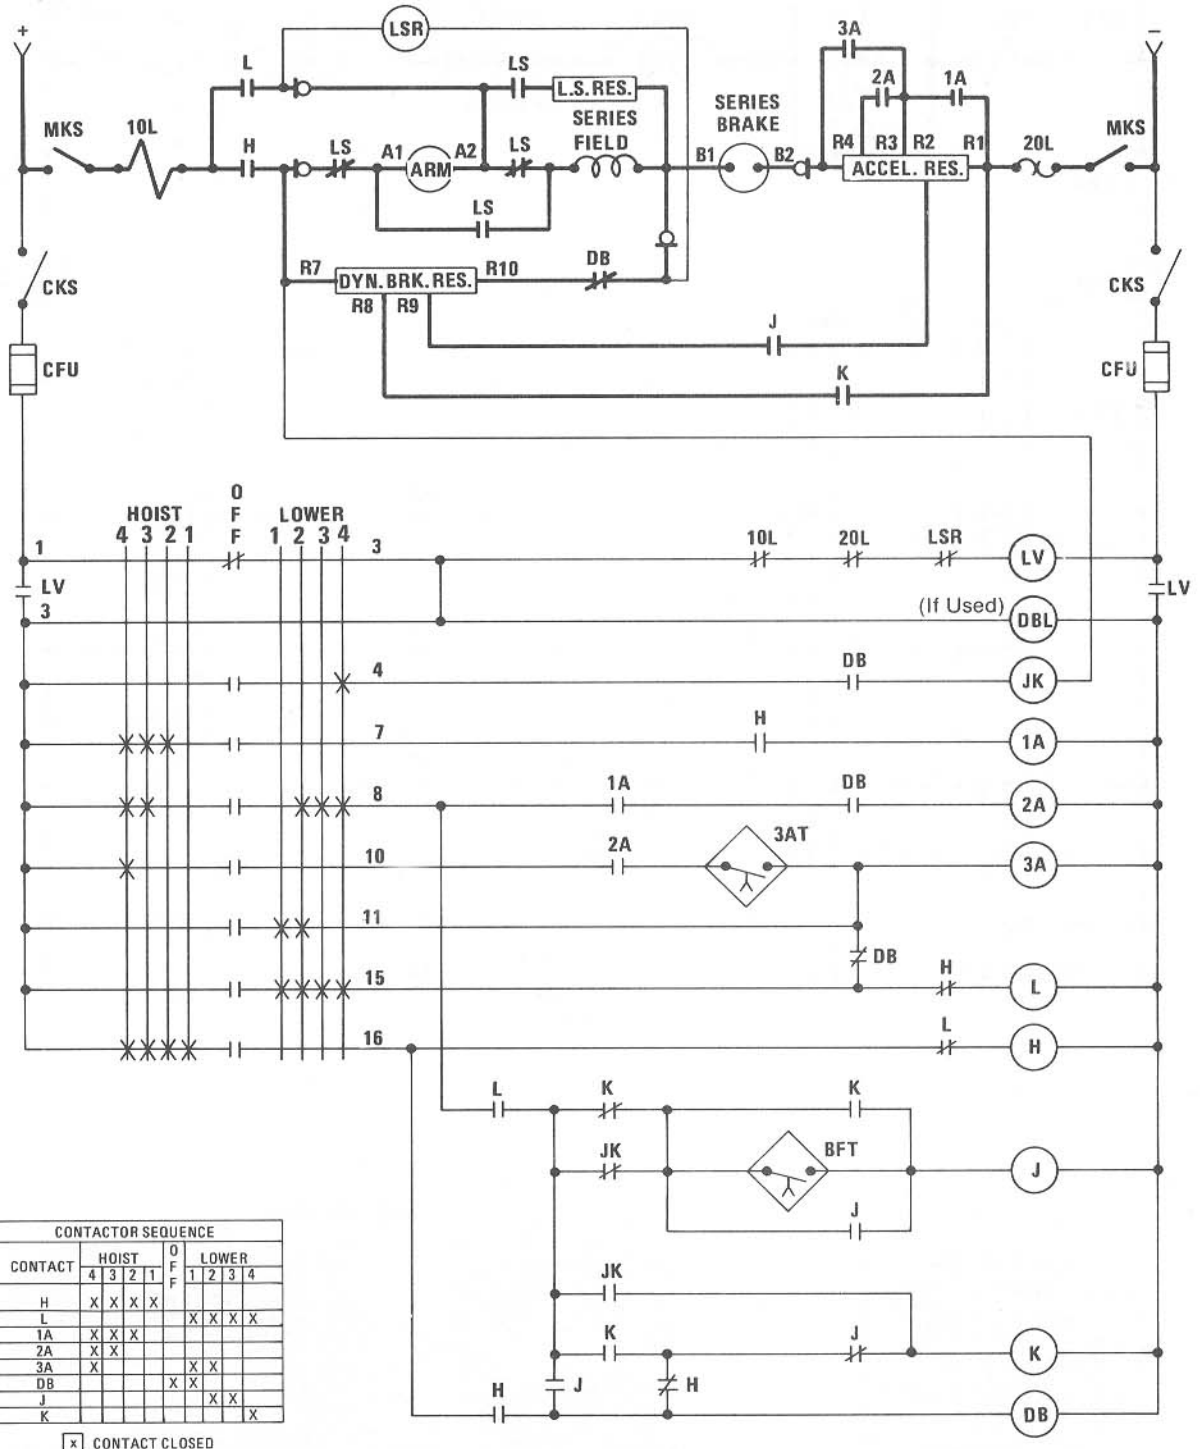 +
−
LSR
3A
L
LS
L.S. RES.
2A
1A
SERIES
FIELD
SERIES
BRAKE
MKS
10L
H
LS
A1
ARM
A2
LS
B1
B2
R4
R3
R2
R1
ACCEL. RES.
20L
MKS
LS
CKS
R7
DYN. BRK. RES.
R10
DB
R8
R9
CKS
J
CFU
K
CFU
HOIST
4 3 2 1
O
F
F
LOWER
1 2 3 4
1
3
10L
20L
LSR
LV
LV
3
(If Used)
DBL
LV
4
DB
JK
7
H
1A
8
1A
DB
2A
10
2A
3AT
3A
11
DB
15
H
L
16
L
H
L
K
K
JK
BFT
J
J
JK
K
J
K
H
J
H
DB
CONTACTOR SEQUENCE
CONTACT
HOIST
O
F
F
LOWER
4 3 2 1
1 2 3 4
H X X X X
L X X X X
1A X X X
2A X X
3A X X X
DB X X
J X X
K X
X CONTACT CLOSED